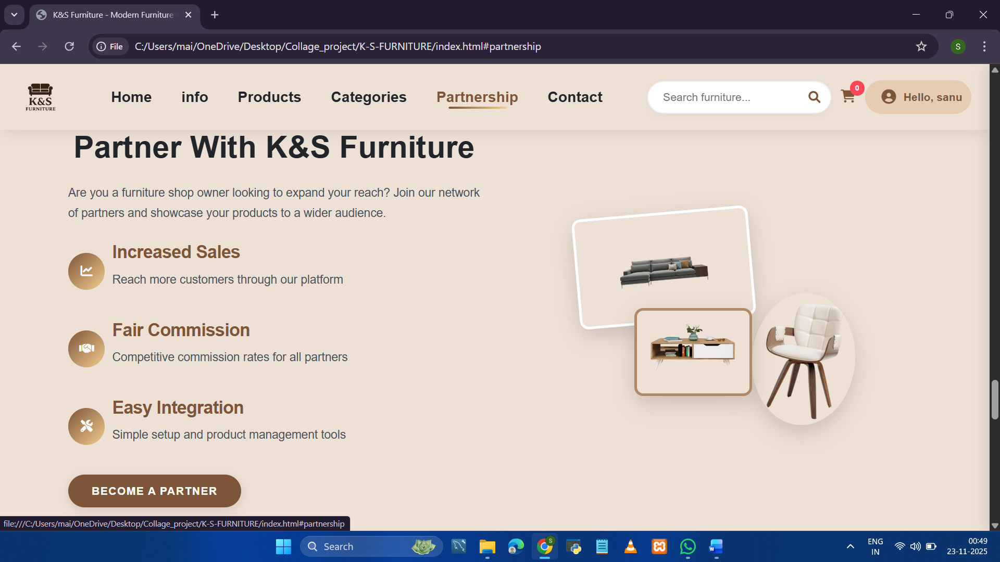 K&S Furniture - Modern Furniture
File
C:/Users/mai/OneDrive/Desktop/Collage_project/K-S-FURNITURE/index.html#partnership
S
K&S
FURNITURE
Home
info
Products
Categories
Partnership
Contact
Search furniture...
0
Hello, sanu
Partner With K&S Furniture
Are you a furniture shop owner looking to expand your reach? Join our network
of partners and showcase your products to a wider audience.
Increased Sales
Reach more customers through our platform
Fair Commission
Competitive commission rates for all partners
Easy Integration
Simple setup and product management tools
BECOME A PARTNER
file:///C:/Users/mai/OneDrive/Desktop/Collage_project/K-S-FURNITURE/index.html#partnership
Search
S
W
ENG
IN
00:49
23-11-2025